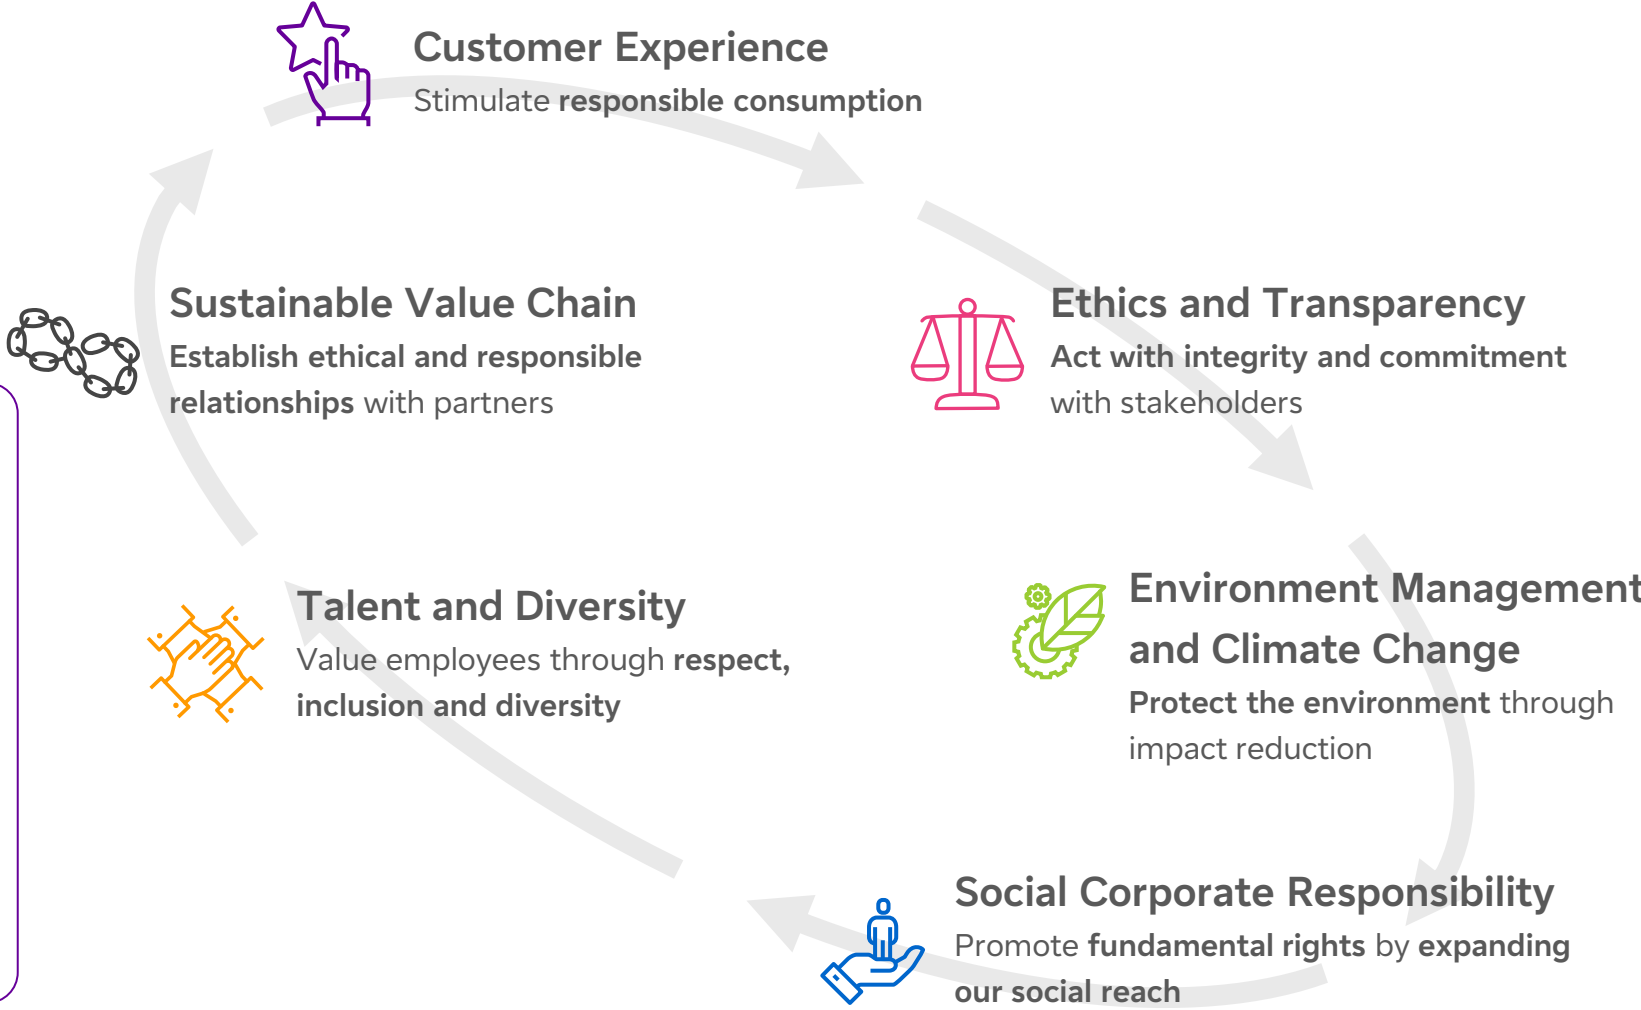 Customer Experience
Stimulate responsible consumption
Sustainable Value Chain
Establish ethical and responsible
relationships with partners
Ethics and Transparency
Act with integrity and commitment
with stakeholders
Talent and Diversity
Value employees through respect,
inclusion and diversity
Environment Management
and Climate Change
Protect the environment through
impact reduction
Social Corporate Responsibility
Promote fundamental rights by expanding
our social reach